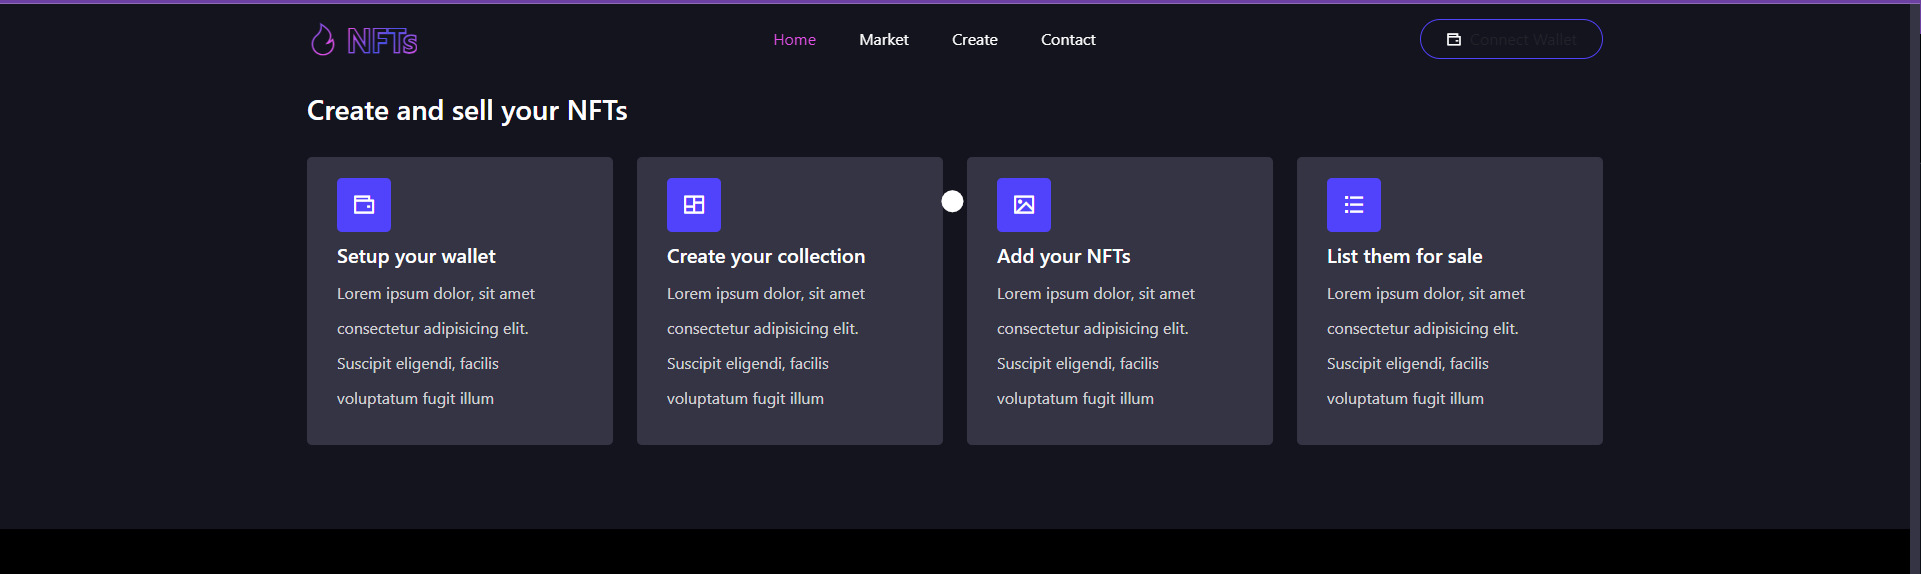 NFTs
Home Market Create Contact
Connect Wallet
Create and sell your NFTs
Setup your wallet
Lorem ipsum dolor, sit amet
consectetur adipisicing elit.
Suscipit eligendi, facilis
voluptatum fugit illum
Create your collection
Lorem ipsum dolor, sit amet
consectetur adipisicing elit.
Suscipit eligendi, facilis
voluptatum fugit illum
Add your NFTs
Lorem ipsum dolor, sit amet
consectetur adipisicing elit.
Suscipit eligendi, facilis
voluptatum fugit illum
List them for sale
Lorem ipsum dolor, sit amet
consectetur adipisicing elit.
Suscipit eligendi, facilis
voluptatum fugit illum